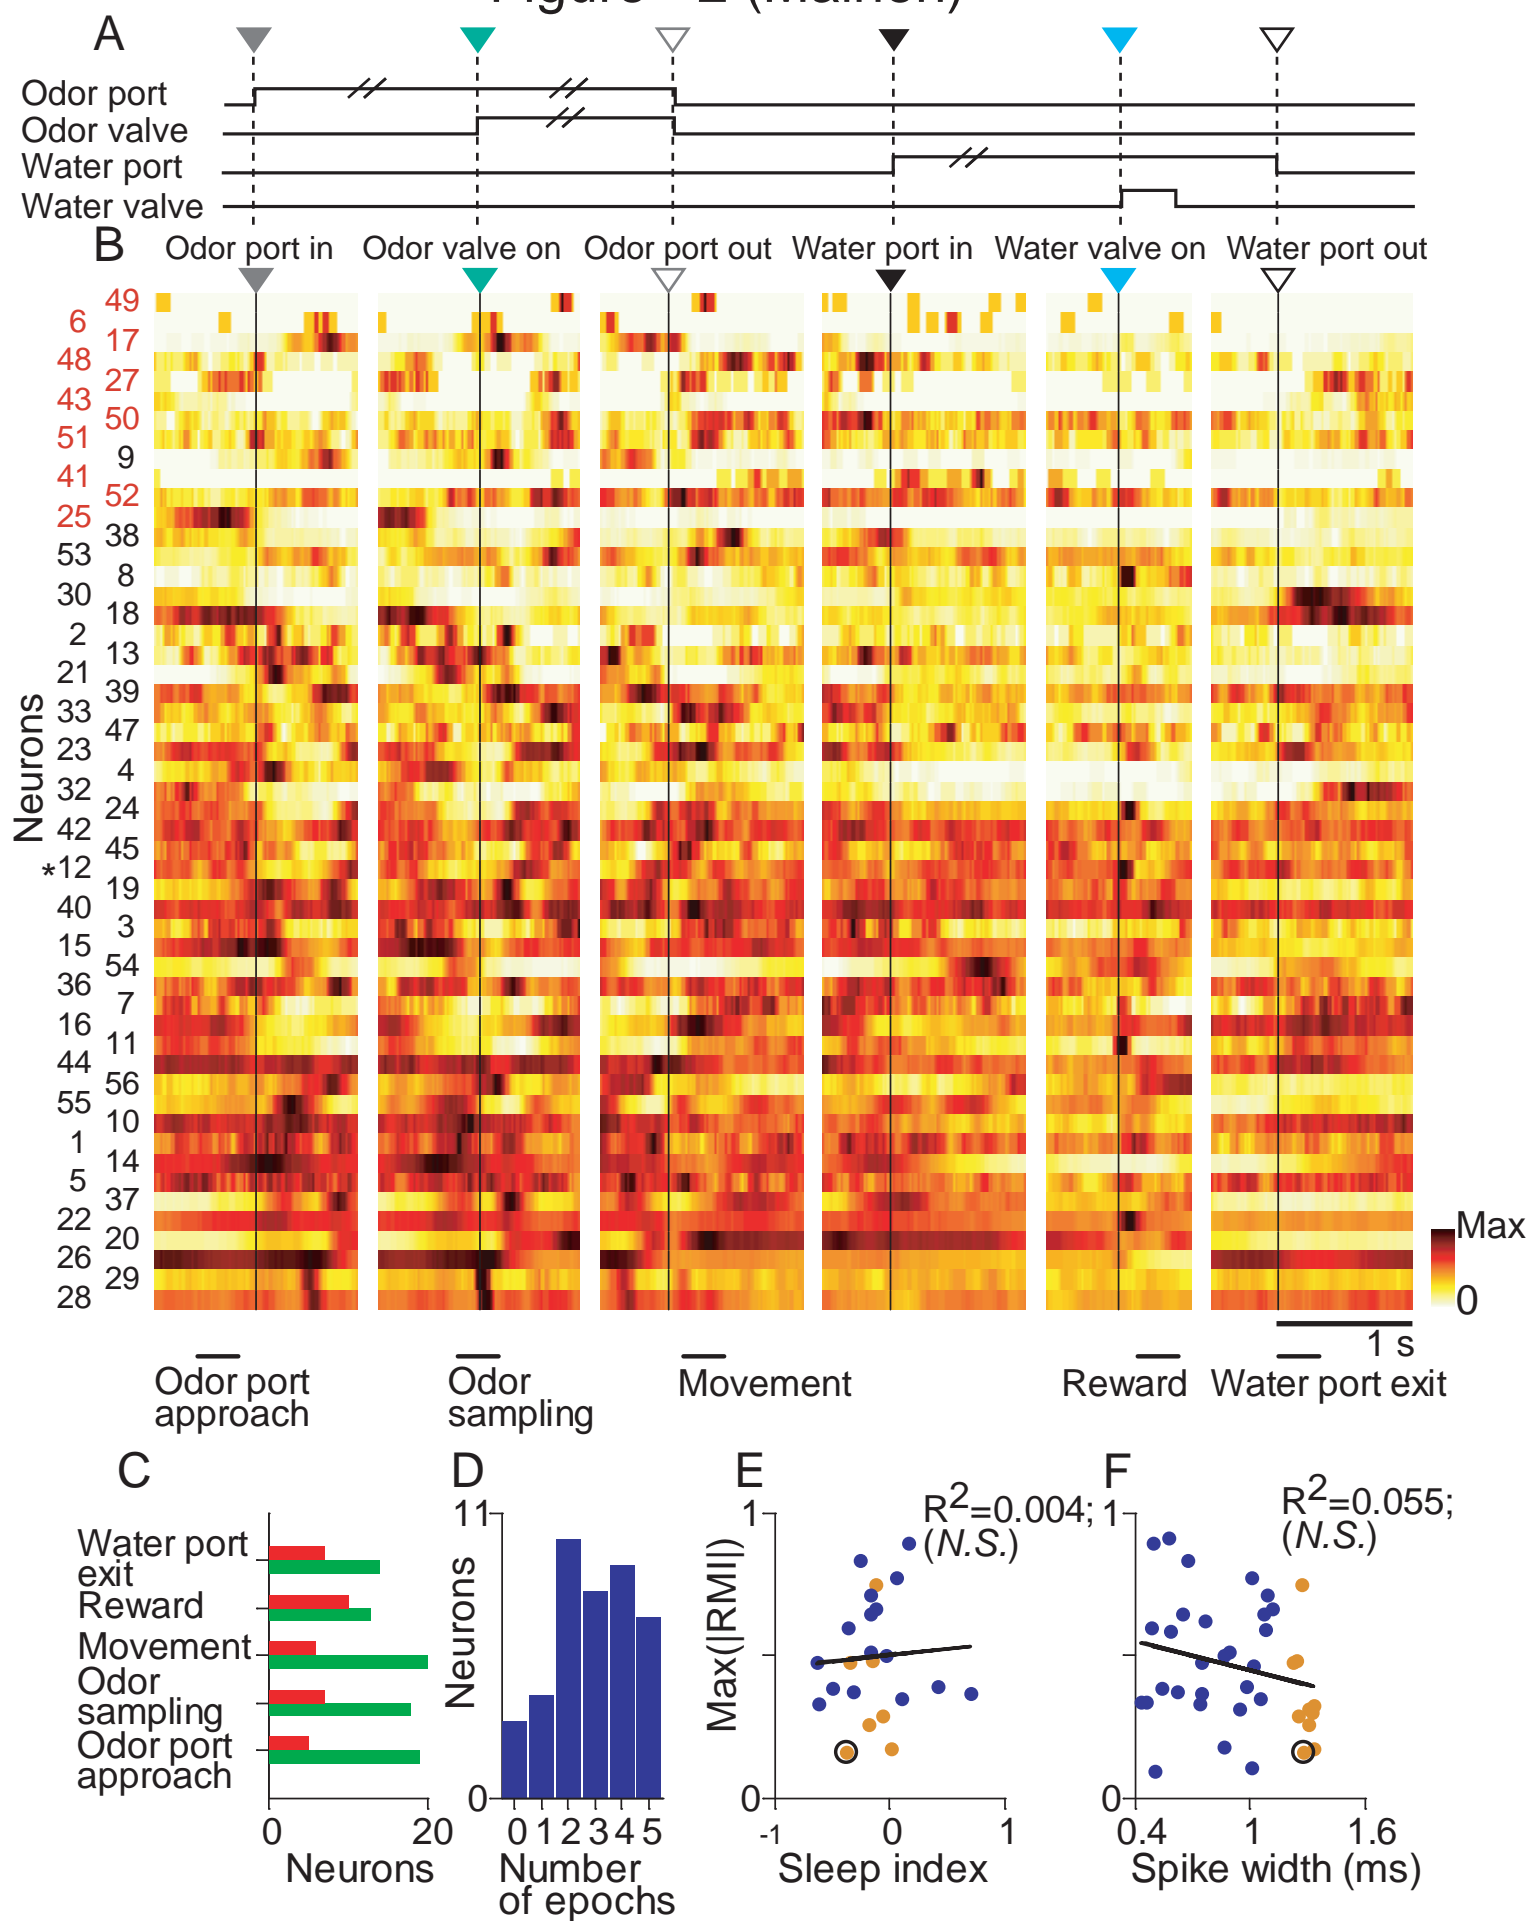 Figure 2 (Mainen)
A
Odor port
Odor valve
Water port
Water valve
B
Odor port in
Odor valve on
Odor port out
Water port in
Water valve on
Water port out
Neurons
49
6
17
48
27
43
50
51
9
41
52
25
38
53
8
30
18
2
13
21
39
33
47
23
4
32
24
42
45
*12
19
40
3
15
54
36
7
16
11
44
56
55
10
1
14
5
37
22
20
26
29
28
Max
0
1 s
Odor port
approach
Odor
sampling
Movement
Reward
Water port exit
C
Water port
exit
Reward
Movement
Odor
sampling
Odor port
approach
0
20
Neurons
D
11
Neurons
0
0 1 2 3 4 5
Number
of epochs
E
1
Max(|RMI|)
0
R²=0.004;
(N.S.)
-1
0
1
Sleep index
F
1
0
R²=0.055;
(N.S.)
0.4
1
1.6
Spike width (ms)